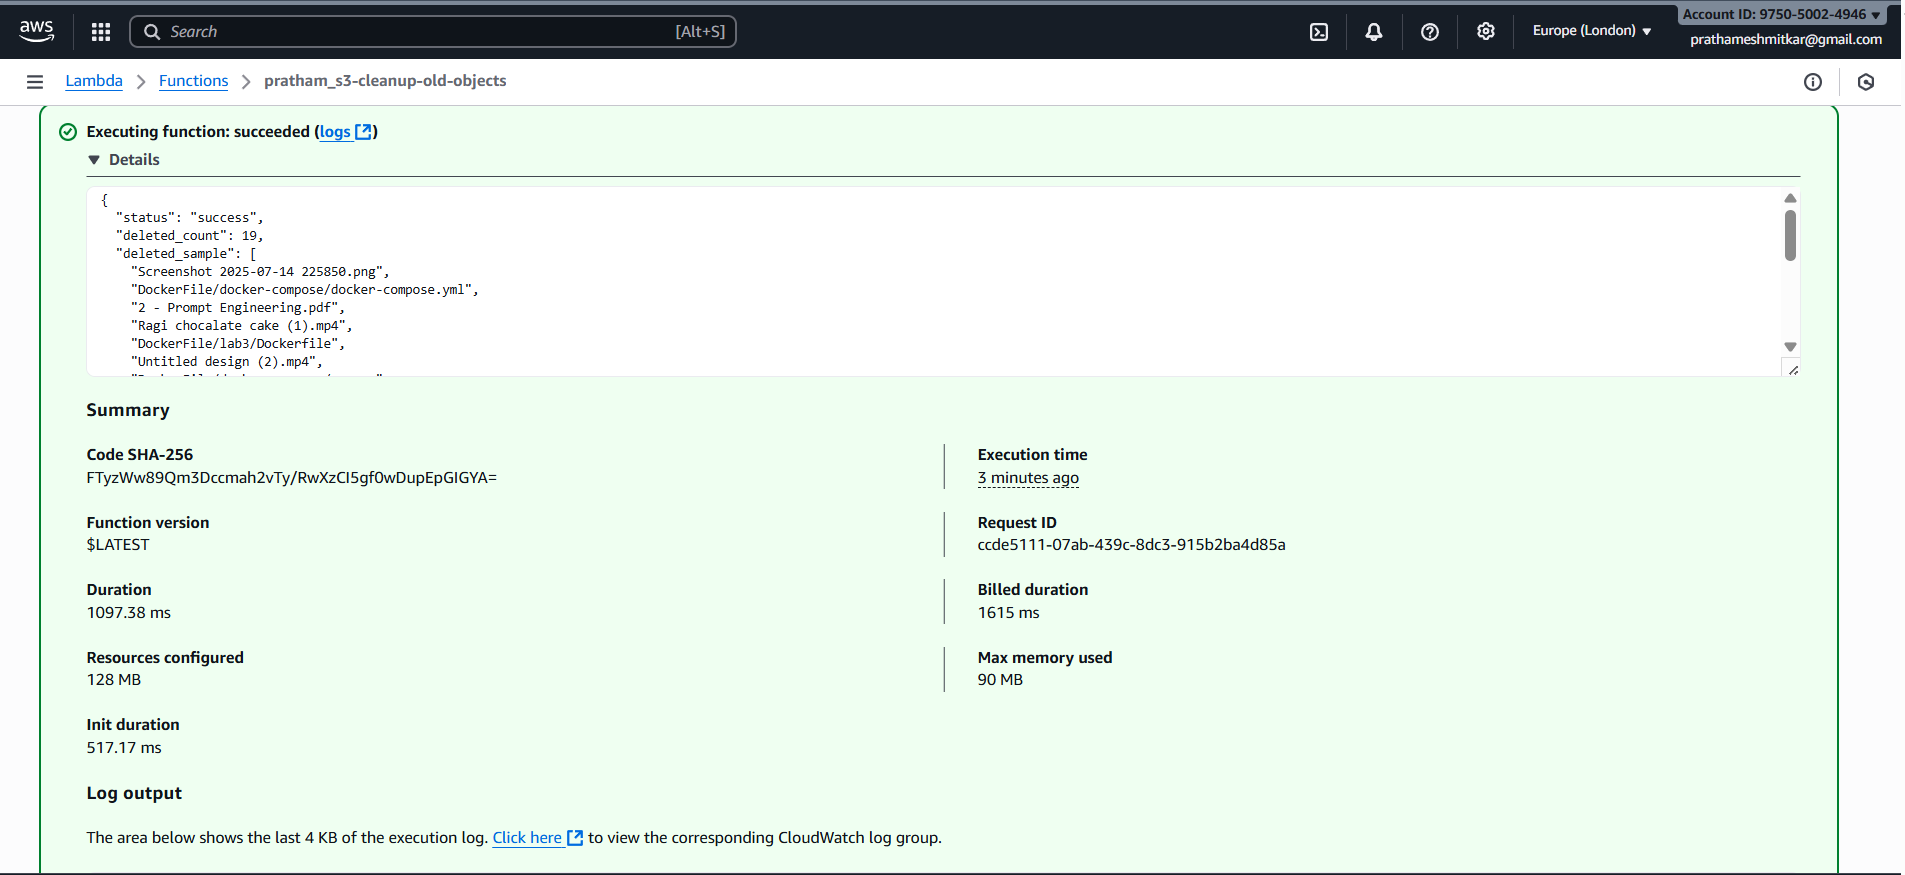 aws
Search
[Alt+S]
Europe (London)
Account ID: 9750-5002-4946
prathameshmitkar@gmail.com
Lambda
Functions
pratham_s3-cleanup-old-objects
Executing function: succeeded (logs)
Details
{
"status": "success",
"deleted_count": 19,
"deleted_sample": [
"Screenshot 2025-07-14 225850.png",
"DockerFile/docker-compose/docker-compose.yml",
"2 - Prompt Engineering.pdf",
"Ragi chocalate cake (1).mp4",
"DockerFile/lab3/Dockerfile",
"Untitled design (2).mp4",
Summary
Code SHA-256
FTyzWw89Qm3Dccmah2vTy/RwXzCI5gf0wDupEpGIGYA=
Execution time
3 minutes ago
Function version
$LATEST
Request ID
ccde5111-07ab-439c-8dc3-915b2ba4d85a
Duration
1097.38 ms
Billed duration
1615 ms
Resources configured
128 MB
Max memory used
90 MB
Init duration
517.17 ms
Log output
The area below shows the last 4 KB of the execution log. Click here to view the corresponding CloudWatch log group.